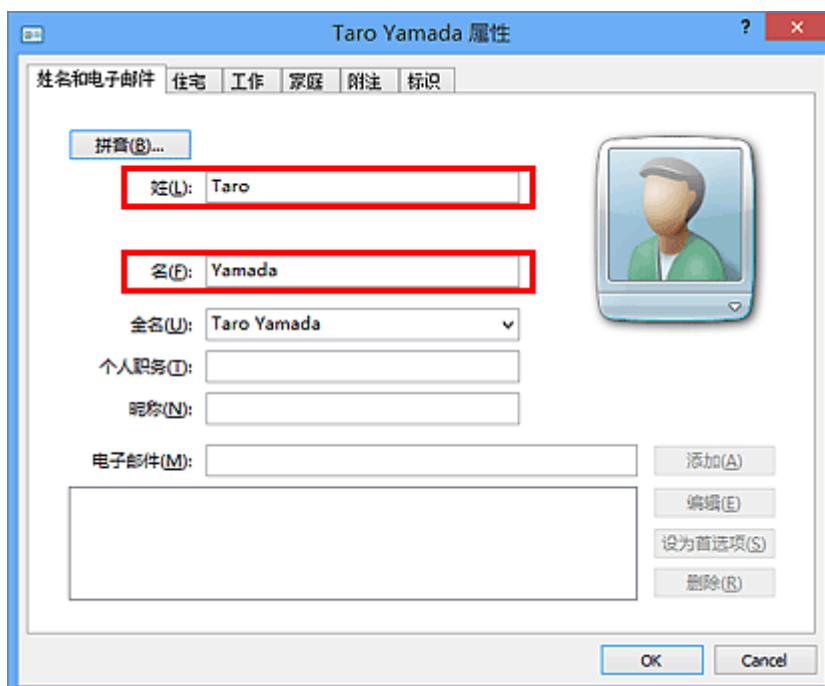 Taro Yamada 属性
?
×
姓名和电子邮件 住宅 工作 家庭 附注 标识
拼音(B)...
姓(L): Taro
名(F): Yamada
全名(U): Taro Yamada
个人职务(T):
昵称(N):
电子邮件(M):
添加(A)
编辑(E)
设为首选项(S)
删除(R)
OK Cancel